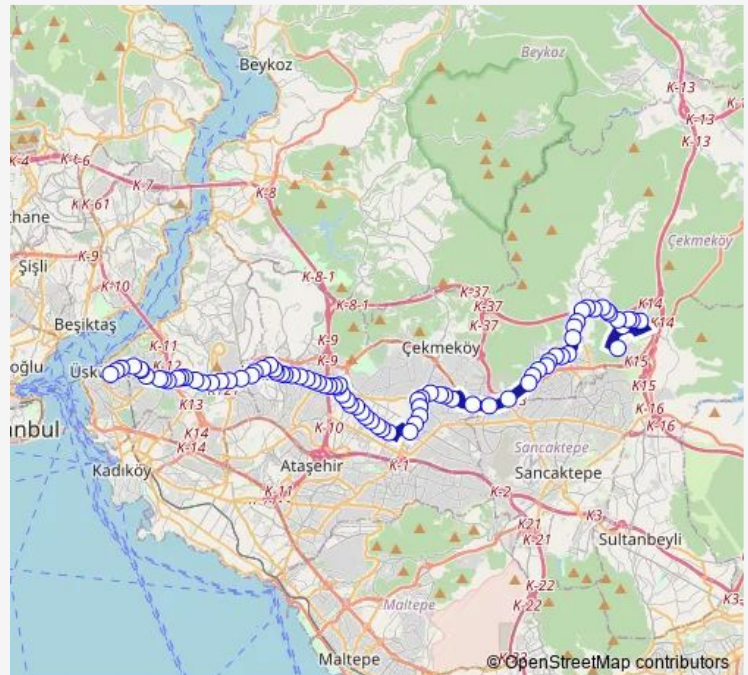 Beykoz
Beykoz
K-13
K-13
K-13
K-4
K-6
K-7
K-8
thane
KK-61
Şişli
K-9
K-10
K-8-1
K-8-1
K-37
K-37
K-37
Çekmeköy
K14
K14
Beşiktaş
K-11
K-12
K-9
K-9
Çekmeköy
K15
K15
oğlu
Üsk
K13
K-16
K-16
nbul
K14
K-14
K-10
Ataşehir
K-1
Sancaktepe
Sancaktepe
Kadıköy
K-11
K-2
K21
K-21
K3
Sultanbeyli
K-22
K-22
K-3
Maltepe
Maltepe
© OpenStreetMap contributors